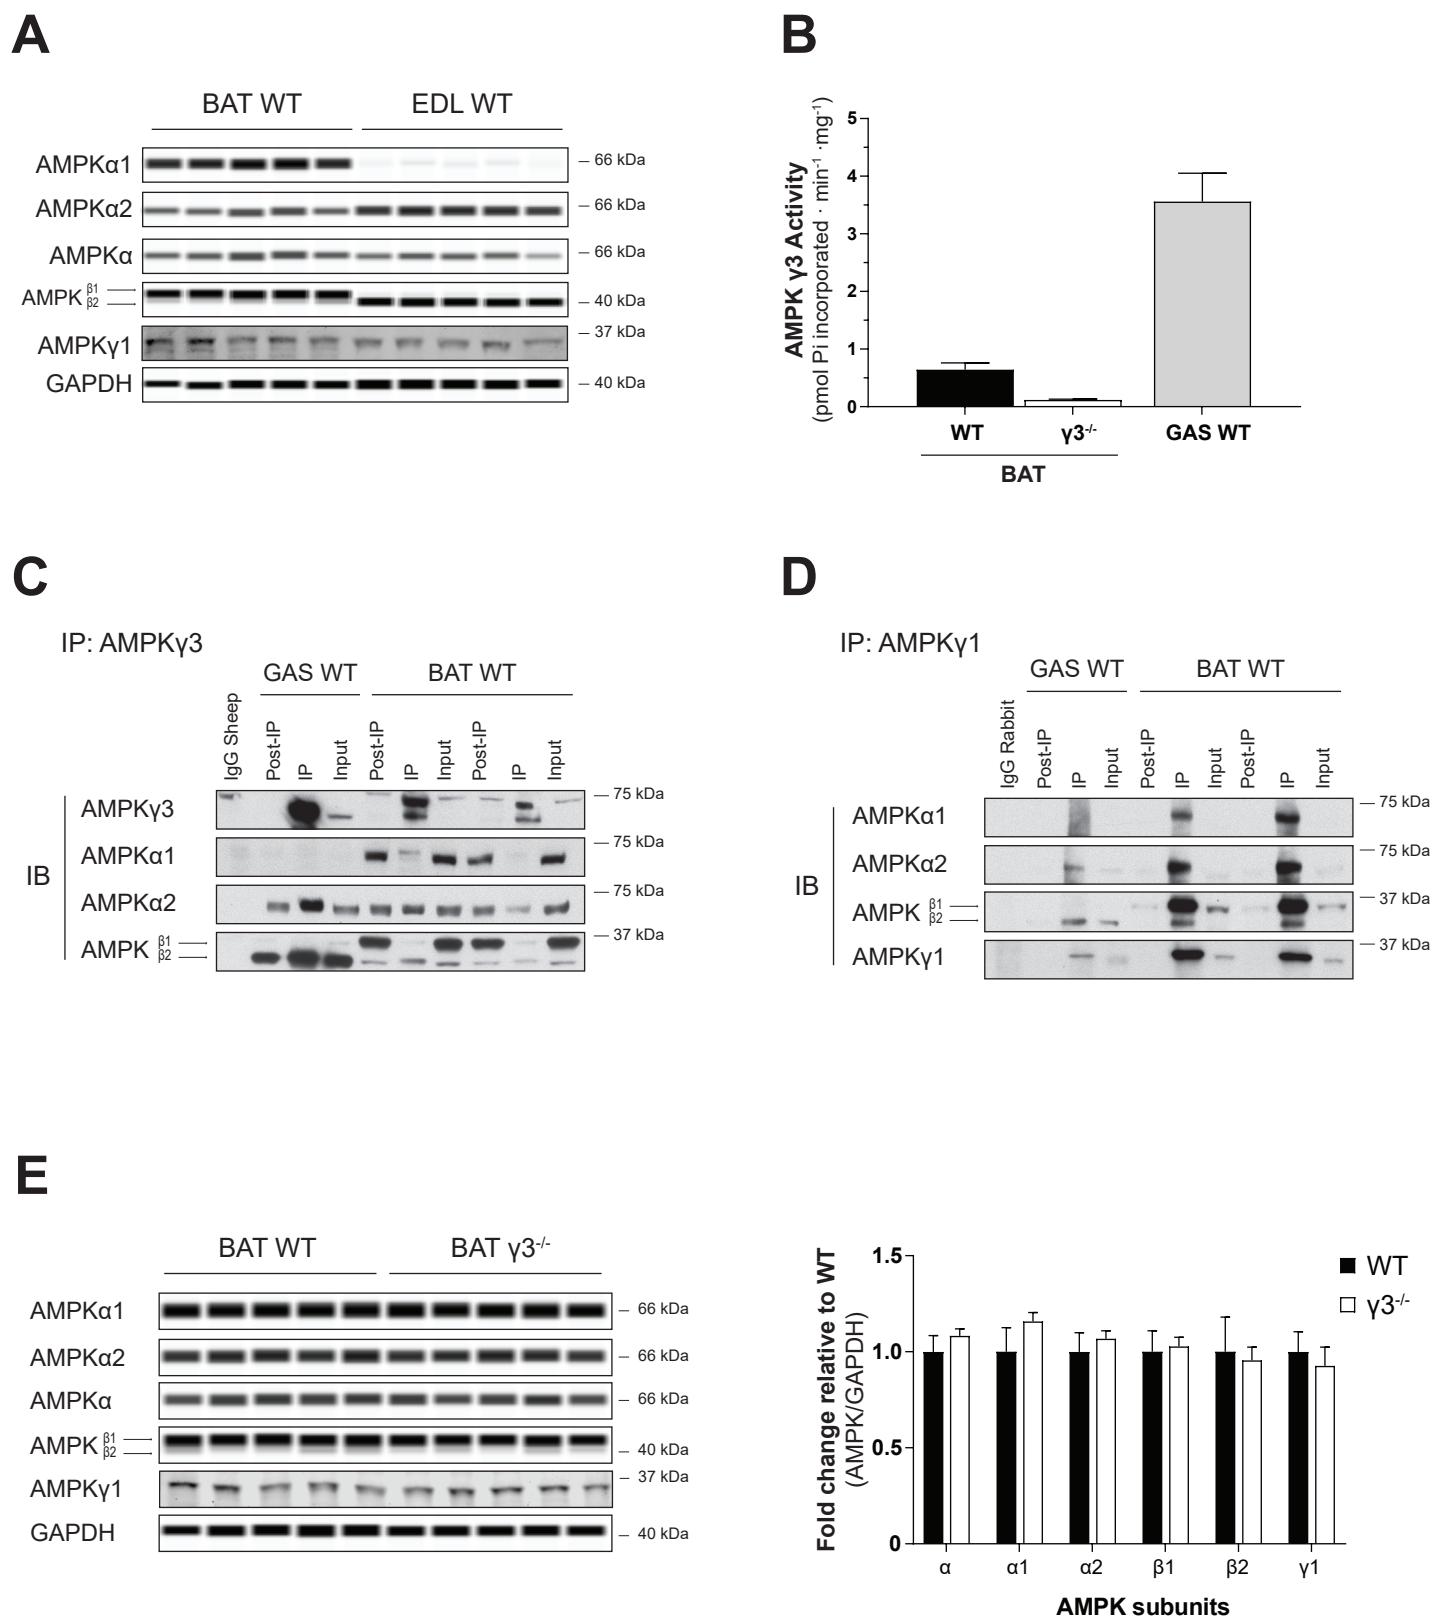 A
BAT WT EDL WT
AMPKα1 66 kDa
AMPKα2 66 kDa
AMPKα 66 kDa
AMPK β1 β2 40 kDa
AMPKγ1 37 kDa
GAPDH 40 kDa
B
AMPK γ3 Activity
(pmol Pi incorporated · min⁻¹ ·mg⁻¹)
5
4
3
2
1
0
WT γ3⁻/⁻ GAS WT
BAT
C
IP: AMPKγ3
GAS WT BAT WT
IgG Sheep Post-IP IP Input Post-IP IP Input Post-IP IP Input
IB
AMPKγ3 75 kDa
AMPKα1 75 kDa
AMPKα2 75 kDa
AMPK β1 β2 37 kDa
D
IP: AMPKγ1
GAS WT BAT WT
IgG Rabbit Post-IP IP Input Post-IP IP Input Post-IP IP Input
IB
AMPKα1 75 kDa
AMPKα2 75 kDa
AMPK β1 β2 37 kDa
AMPKγ1 37 kDa
E
BAT WT BAT γ3⁻/⁻
AMPKα1 66 kDa
AMPKα2 66 kDa
AMPKα 66 kDa
AMPK β1 β2 40 kDa
AMPKγ1 37 kDa
GAPDH 40 kDa
Fold change relative to WT
(AMPK/GAPDH)
1.5
1.0
0.5
0
WT
γ3⁻/⁻
α α1 α2 β1 β2 γ1
AMPK subunits